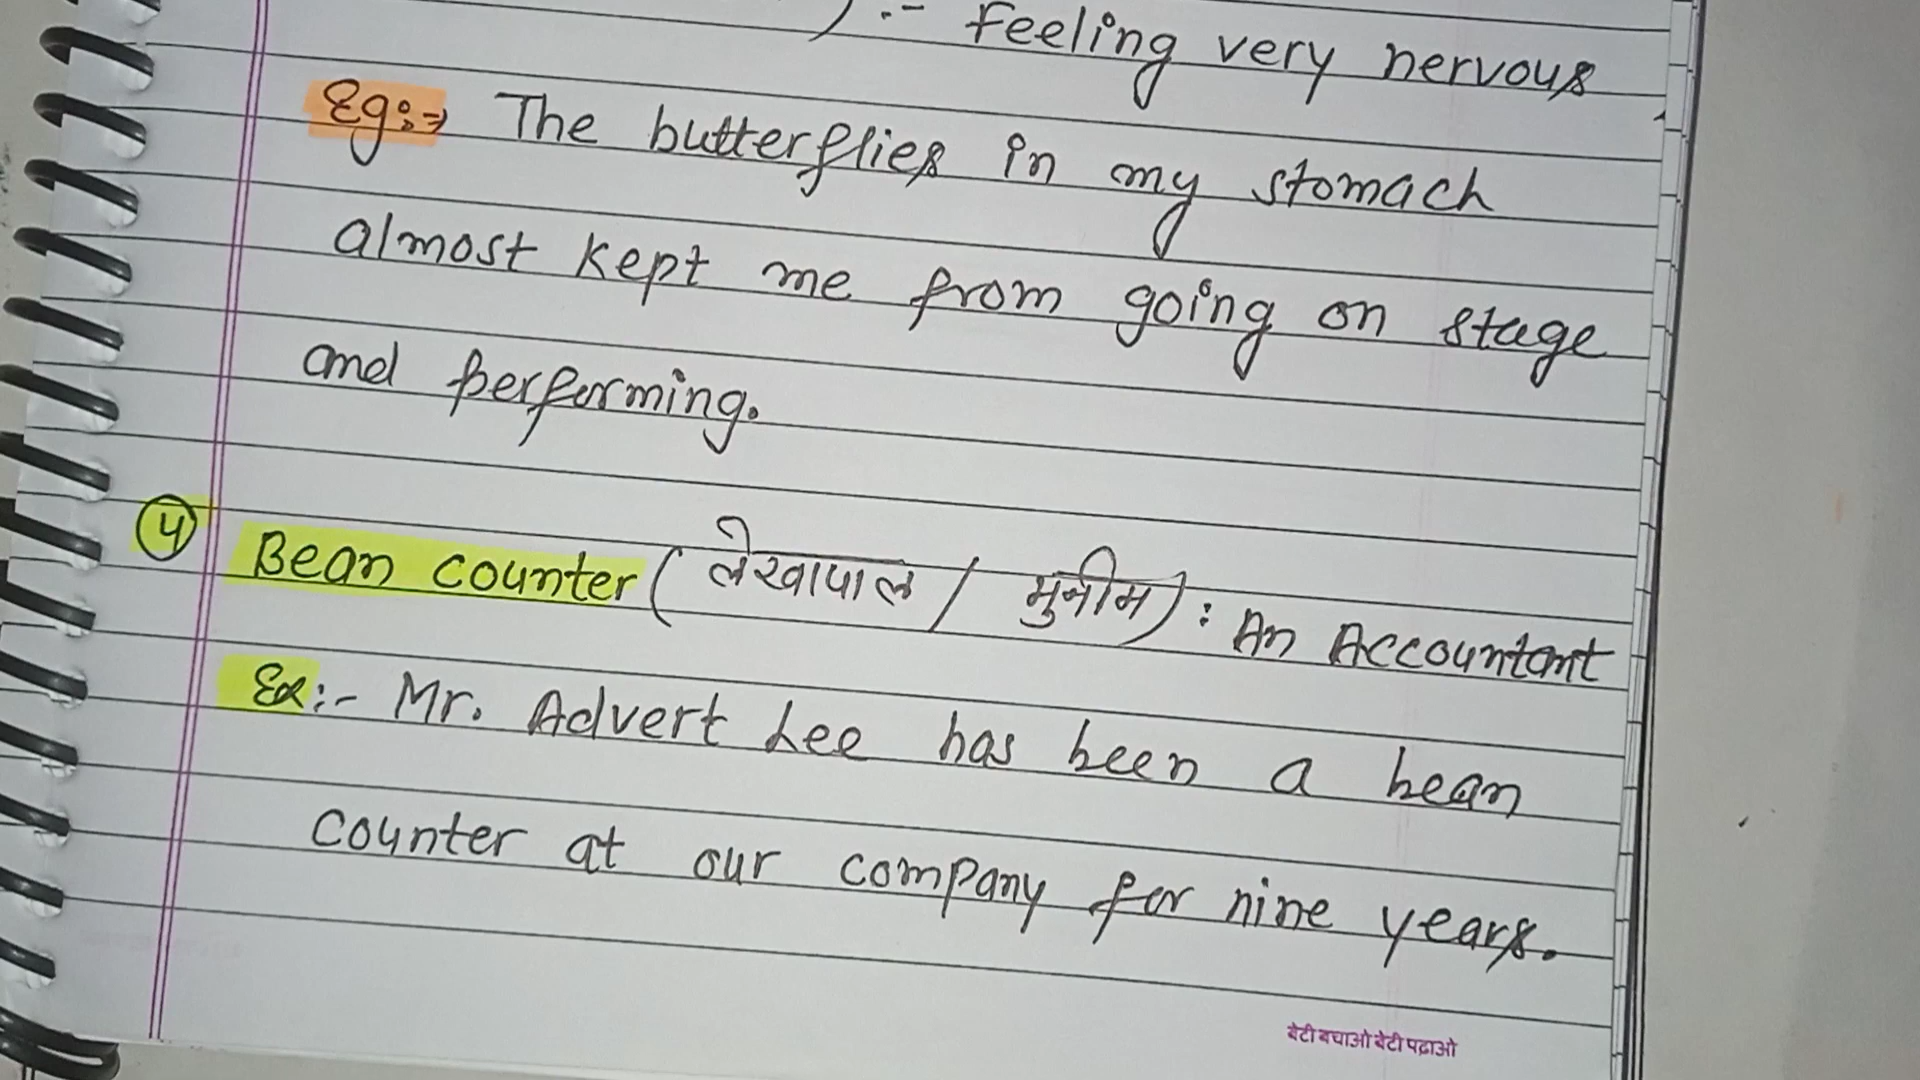 ) :- Feeling very nervous
Eg:⇒ The butterflies in my stomach
almost kept me from going on stage
and performing.
④ Bean counter ( लेखापाल / मुनीम) : An Accountant
Ex:- Mr. Advert Lee has been a bean
counter at our company for nine years.
बेटी बचाओ बेटी पढ़ाओ